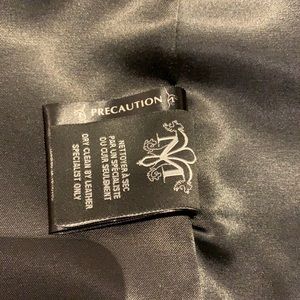 PRECAUTION
NETTOYER À SEC
PAR UN SPÉCIALISTE
DU CUIR SEULEMENT
DRY CLEAN BY LEATHER
SPECIALIST ONLY